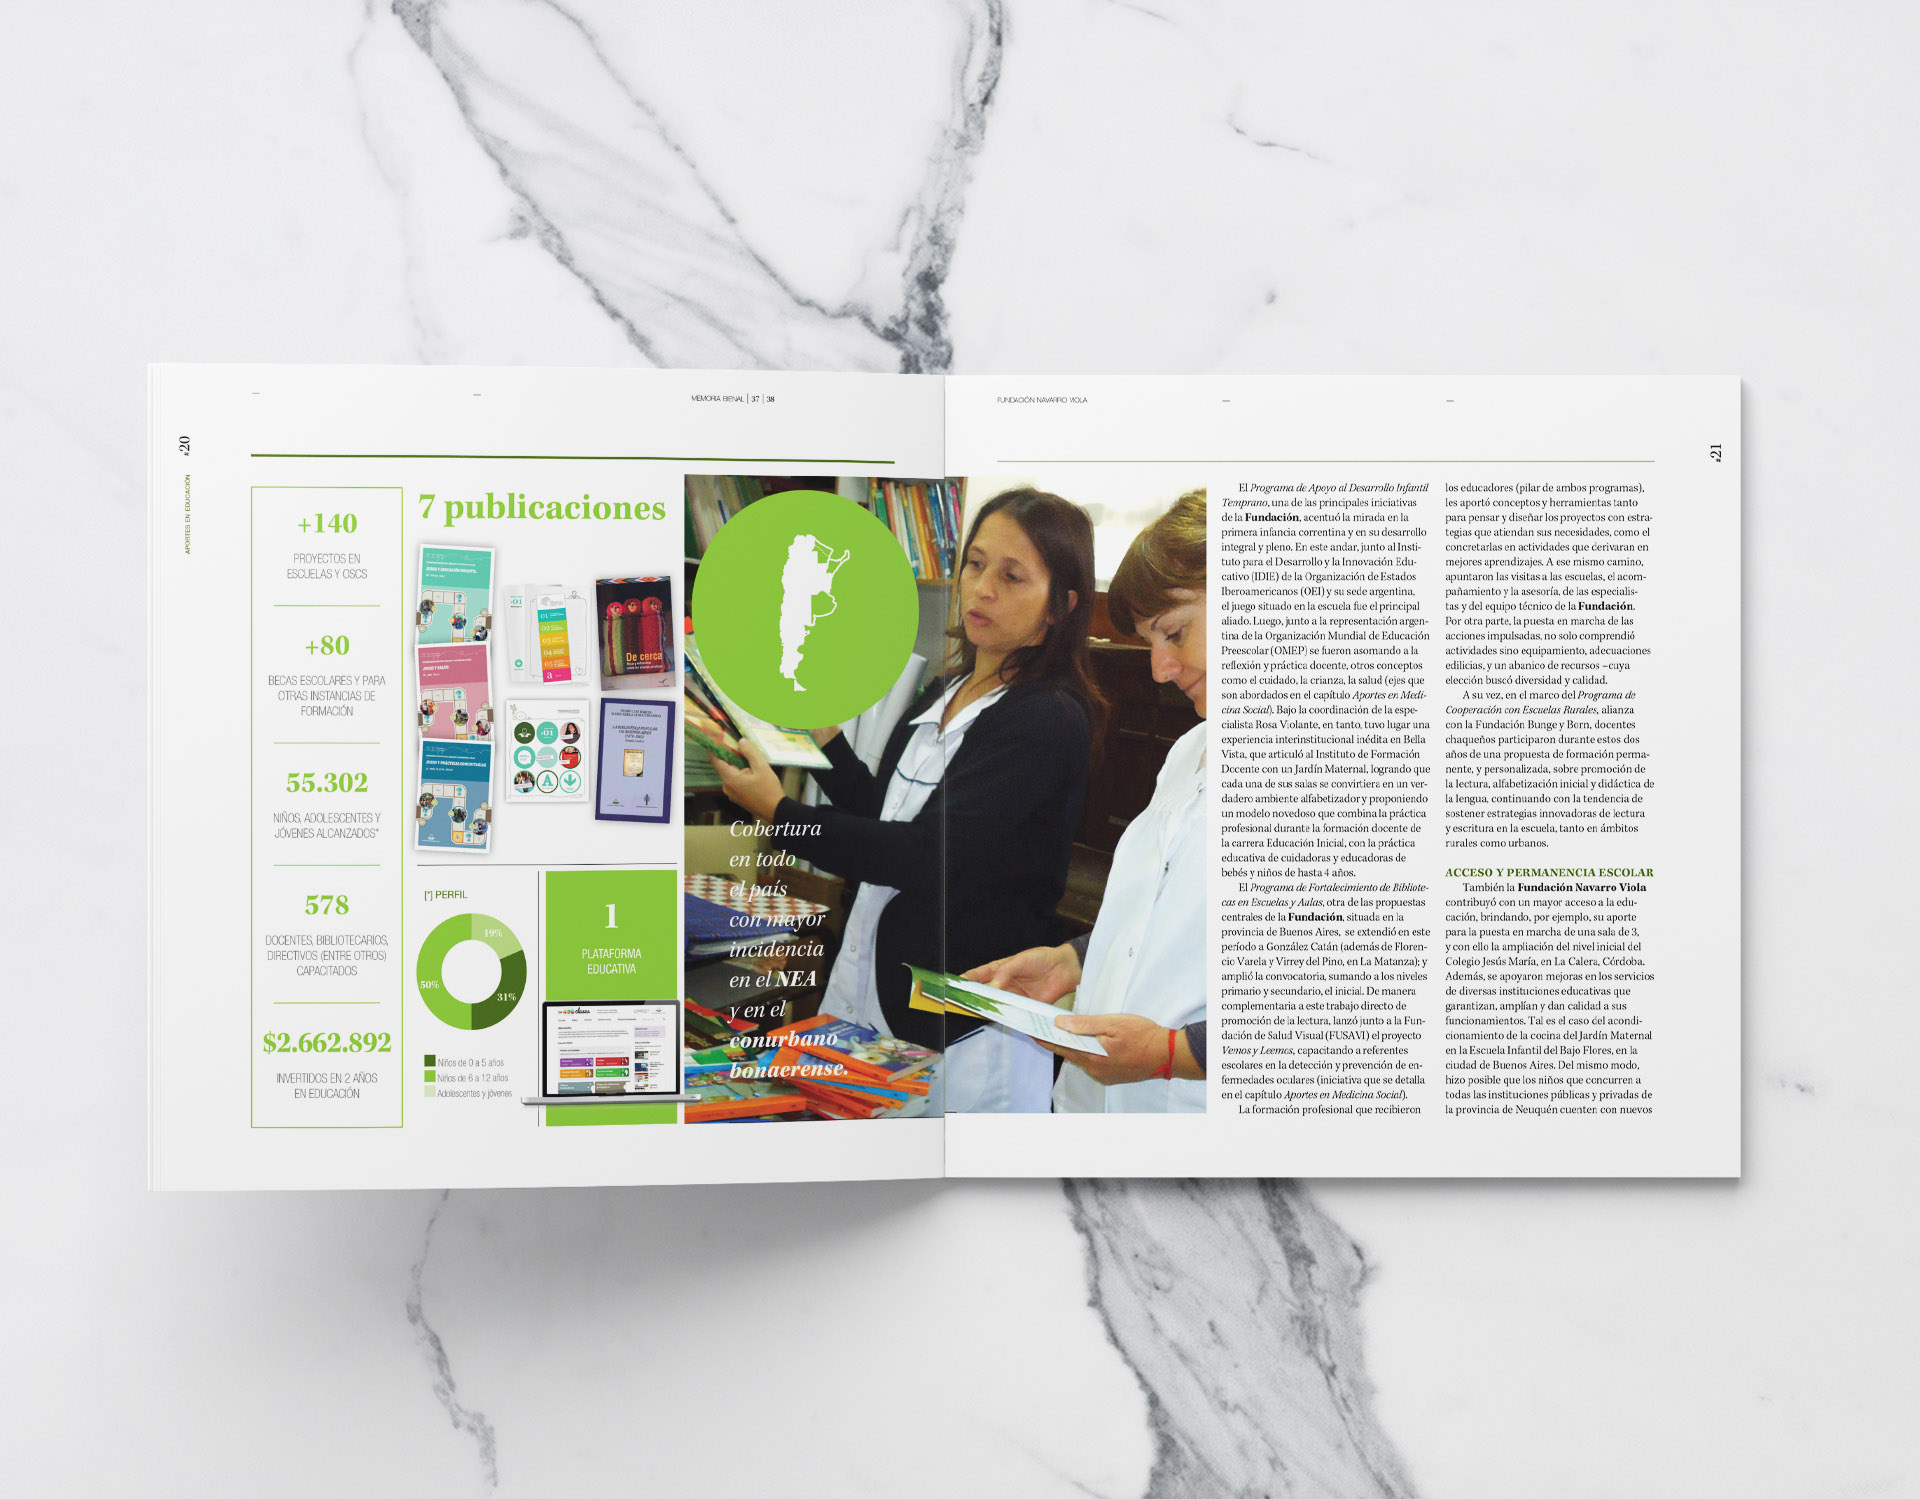 MEMORIA BIENAL | 37 | 38
#20
APORTES EN EDUCACIÓN
+140
PROYECTOS EN
ESCUELAS Y OSCS
+80
BECAS ESCOLARES Y PARA
OTRAS INSTANCIAS DE
FORMACIÓN
55.302
NIÑOS, ADOLESCENTES Y
JÓVENES ALCANZADOS*
578
DOCENTES, BIBLIOTECARIOS,
DIRECTIVOS (ENTRE OTROS)
CAPACITADOS
$2.662.892
INVERTIDOS EN 2 AÑOS
EN EDUCACIÓN
7 publicaciones
JUEGO Y EDUCACIÓN INFANTIL
JUEGO Y SALUD
JUEGO Y PRÁCTICAS COMUNITARIAS
01
02
03
04
05
a
De cerca
+01
A
[*] PERFIL
19%
50%
31%
Niños de 0 a 5 años
Niños de 6 a 12 años
Adolescentes y jóvenes
1
PLATAFORMA
EDUCATIVA
Cobertura
en todo
el país
con mayor
incidencia
en el NEA
y en el
conurbano
bonaerense.
FUNDACIÓN NAVARRO VIOLA
#21
El Programa de Apoyo al Desarrollo Infantil
Temprano, una de las principales iniciativas
de la Fundación, acentuó la mirada en la
primera infancia correntina y en su desarrollo
integral y pleno. En este andar, junto al Insti-
tuto para el Desarrollo y la Innovación Edu-
cativo (IDIE) de la Organización de Estados
Iberoamericanos (OEI) y su sede argentina,
el juego situado en la escuela fue el principal
aliado. Luego, junto a la representación argen-
tina de la Organización Mundial de Educación
Preescolar (OMEP) se fueron asomando a la
reflexión y práctica docente, otros conceptos
como el cuidado, la crianza, la salud (ejes que
son abordados en el capítulo Aportes en Medi-
cina Social). Bajo la coordinación de la espe-
cialista Rosa Violante, en tanto, tuvo lugar una
experiencia interinstitucional inédita en Bella
Vista, que articuló al Instituto de Formación
Docente con un Jardín Maternal, logrando que
cada una de sus salas se convirtiera en un ver-
dadero ambiente alfabetizador y proponiendo
un modelo novedoso que combina la práctica
profesional durante la formación docente de
la carrera Educación Inicial, con la práctica
educativa de cuidadoras y educadoras de
bebés y niños de hasta 4 años.
El Programa de Fortalecimiento de Bibliote-
cas en Escuelas y Aulas, otra de las propuestas
centrales de la Fundación, situada en la
provincia de Buenos Aires, se extendió en este
período a González Catán (además de Floren-
cio Varela y Virrey del Pino, en La Matanza); y
amplió la convocatoria, sumando a los niveles
primario y secundario, el inicial. De manera
complementaria a este trabajo directo de
promoción de la lectura, lanzó junto a la Fun-
dación de Salud Visual (FUSAVI) el proyecto
Vemos y Leemos, capacitando a referentes
escolares en la detección y prevención de en-
fermedades oculares (iniciativa que se detalla
en el capítulo Aportes en Medicina Social).
La formación profesional que recibieron
los educadores (pilar de ambos programas),
les aportó conceptos y herramientas tanto
para pensar y diseñar los proyectos con estra-
tegias que atiendan sus necesidades, como el
concretarlas en actividades que derivaran en
mejores aprendizajes. A ese mismo camino,
apuntaron las visitas a las escuelas, el acom-
pañamiento y la asesoría, de las especialis-
tas y del equipo técnico de la Fundación.
Por otra parte, la puesta en marcha de las
acciones impulsadas, no solo comprendió
actividades sino equipamiento, adecuaciones
edilicias, y un abanico de recursos –cuya
elección buscó diversidad y calidad.
A su vez, en el marco del Programa de
Cooperación con Escuelas Rurales, alianza
con la Fundación Bunge y Born, docentes
chaqueños participaron durante estos dos
años de una propuesta de formación perma-
nente, y personalizada, sobre promoción de
la lectura, alfabetización inicial y didáctica de
la lengua, continuando con la tendencia de
sostener estrategias innovadoras de lectura
y escritura en la escuela, tanto en ámbitos
rurales como urbanos.
ACCESO Y PERMANENCIA ESCOLAR
También la Fundación Navarro Viola
contribuyó con un mayor acceso a la edu-
cación, brindando, por ejemplo, su aporte
para la puesta en marcha de una sala de 3,
y con ello la ampliación del nivel inicial del
Colegio Jesús María, en La Calera, Córdoba.
Además, se apoyaron mejoras en los servicios
de diversas instituciones educativas que
garantizan, amplían y dan calidad a sus
funcionamientos. Tal es el caso del acondi-
cionamiento de la cocina del Jardín Maternal
en la Escuela Infantil del Bajo Flores, en la
ciudad de Buenos Aires. Del mismo modo,
hizo posible que los niños que concurren a
todas las instituciones públicas y privadas de
la provincia de Neuquén cuenten con nuevos